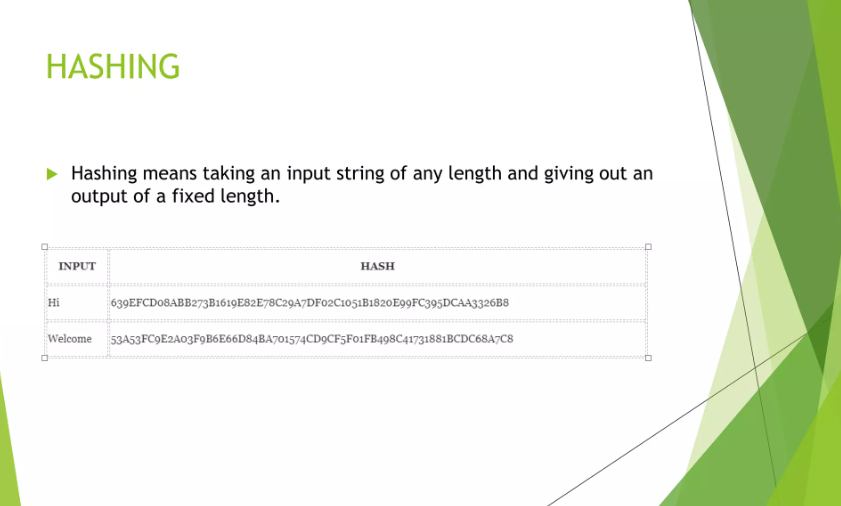 HASHING
Hashing means taking an input string of any length and giving out an
output of a fixed length.
INPUT HASH
Hi 639EFCD08ABB273B1619E82E78C29A7DF02C1051B1820E99FC395DCAA3326B8
Welcome 53A53FC9E2A03F9B6E66D84BA701574CD9CF5F01FB498C41731881BCDC68A7C8